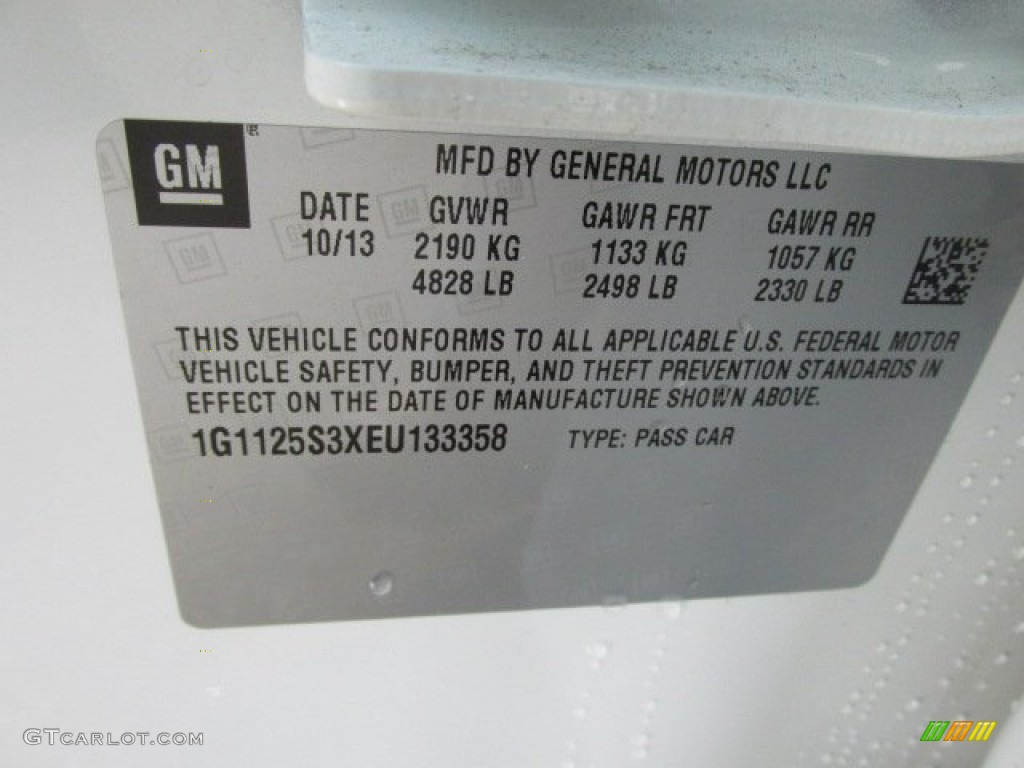 GM
MFD BY GENERAL MOTORS LLC
DATE GVWR GAWR FRT GAWR RR
10/13 2190 KG 1133 KG 1057 KG
4828 LB 2498 LB 2330 LB
THIS VEHICLE CONFORMS TO ALL APPLICABLE U.S. FEDERAL MOTOR
VEHICLE SAFETY, BUMPER, AND THEFT PREVENTION STANDARDS IN
EFFECT ON THE DATE OF MANUFACTURE SHOWN ABOVE.
1G1125S3XEU133358 TYPE: PASS CAR
GTCARLOT.COM